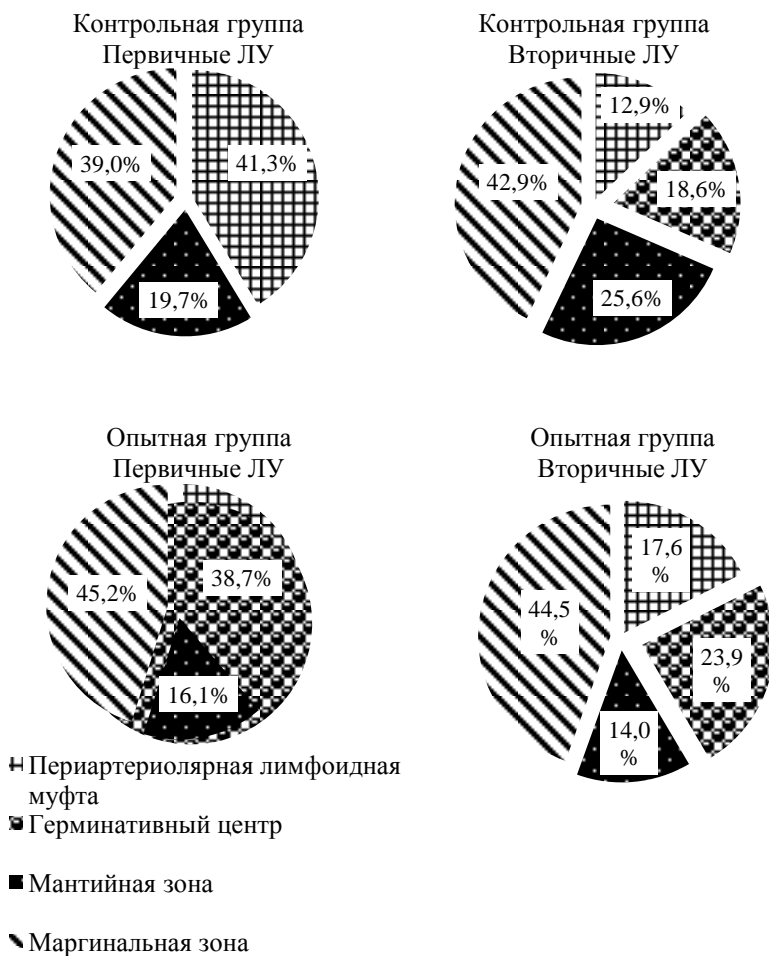 Контрольная группа
Первичные ЛУ
39,0%
41,3%
19,7%
Контрольная группа
Вторичные ЛУ
12,9%
18,6%
42,9%
25,6%
Опытная группа
Первичные ЛУ
38,7%
45,2%
16,1%
Опытная группа
Вторичные ЛУ
17,6
%
44,5
%
23,9
%
14,0
%
Периартериолярная лимфоидная
муфта
Герминативный центр
Мантийная зона
Маргинальная зона